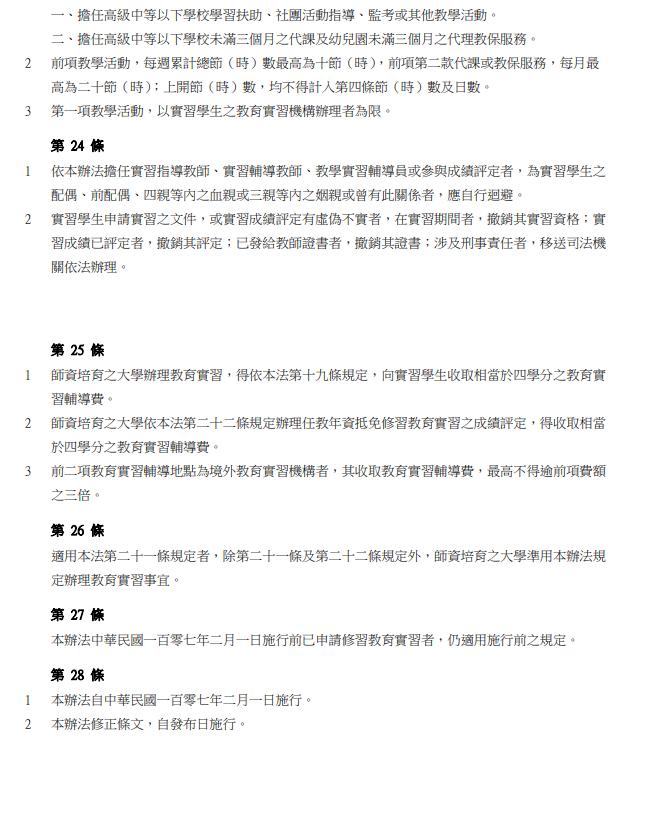 一、擔任高級中等以下學校學習扶助、社團活動指導、監考或其他教學活動。
二、擔任高級中等以下學校未滿三個月之代課及幼兒園未滿三個月之代理教保服務。
2 前項教學活動，每週累計總節（時）數最高為十節（時），前項第二款代課或教保服務，每月最
高為二十節（時）；上開節（時）數，均不得計入第四條節（時）數及日數。
3 第一項教學活動，以實習學生之教育實習機構辦理者為限。
第 24 條
1 依本辦法擔任實習指導教師、實習輔導教師、教學實習輔導員或參與成績評定者，為實習學生之
配偶、前配偶、四親等內之血親或三親等內之姻親或曾有此關係者，應自行迴避。
2 實習學生申請實習之文件，或實習成績評定有虛偽不實者，在實習期間者，撤銷其實習資格；實
習成績已評定者，撤銷其評定；已發給教師證書者，撤銷其證書；涉及刑事責任者，移送司法機
關依法辦理。
第 25 條
1 師資培育之大學辦理教育實習，得依本法第十九條規定，向實習學生收取相當於四學分之教育實
習輔導費。
2 師資培育之大學依本法第二十二條規定辦理任教年資抵免修習教育實習之成績評定，得收取相當
於四學分之教育實習輔導費。
3 前二項教育實習輔導地點為境外教育實習機構者，其收取教育實習輔導費，最高不得逾前項費額
之三倍。
第 26 條
適用本法第二十一條規定者，除第二十一條及第二十二條規定外，師資培育之大學準用本辦法規
定辦理教育實習事宜。
第 27 條
本辦法中華民國一百零七年二月一日施行前已申請修習教育實習者，仍適用施行前之規定。
第 28 條
1 本辦法自中華民國一百零七年二月一日施行。
2 本辦法修正條文，自發布日施行。